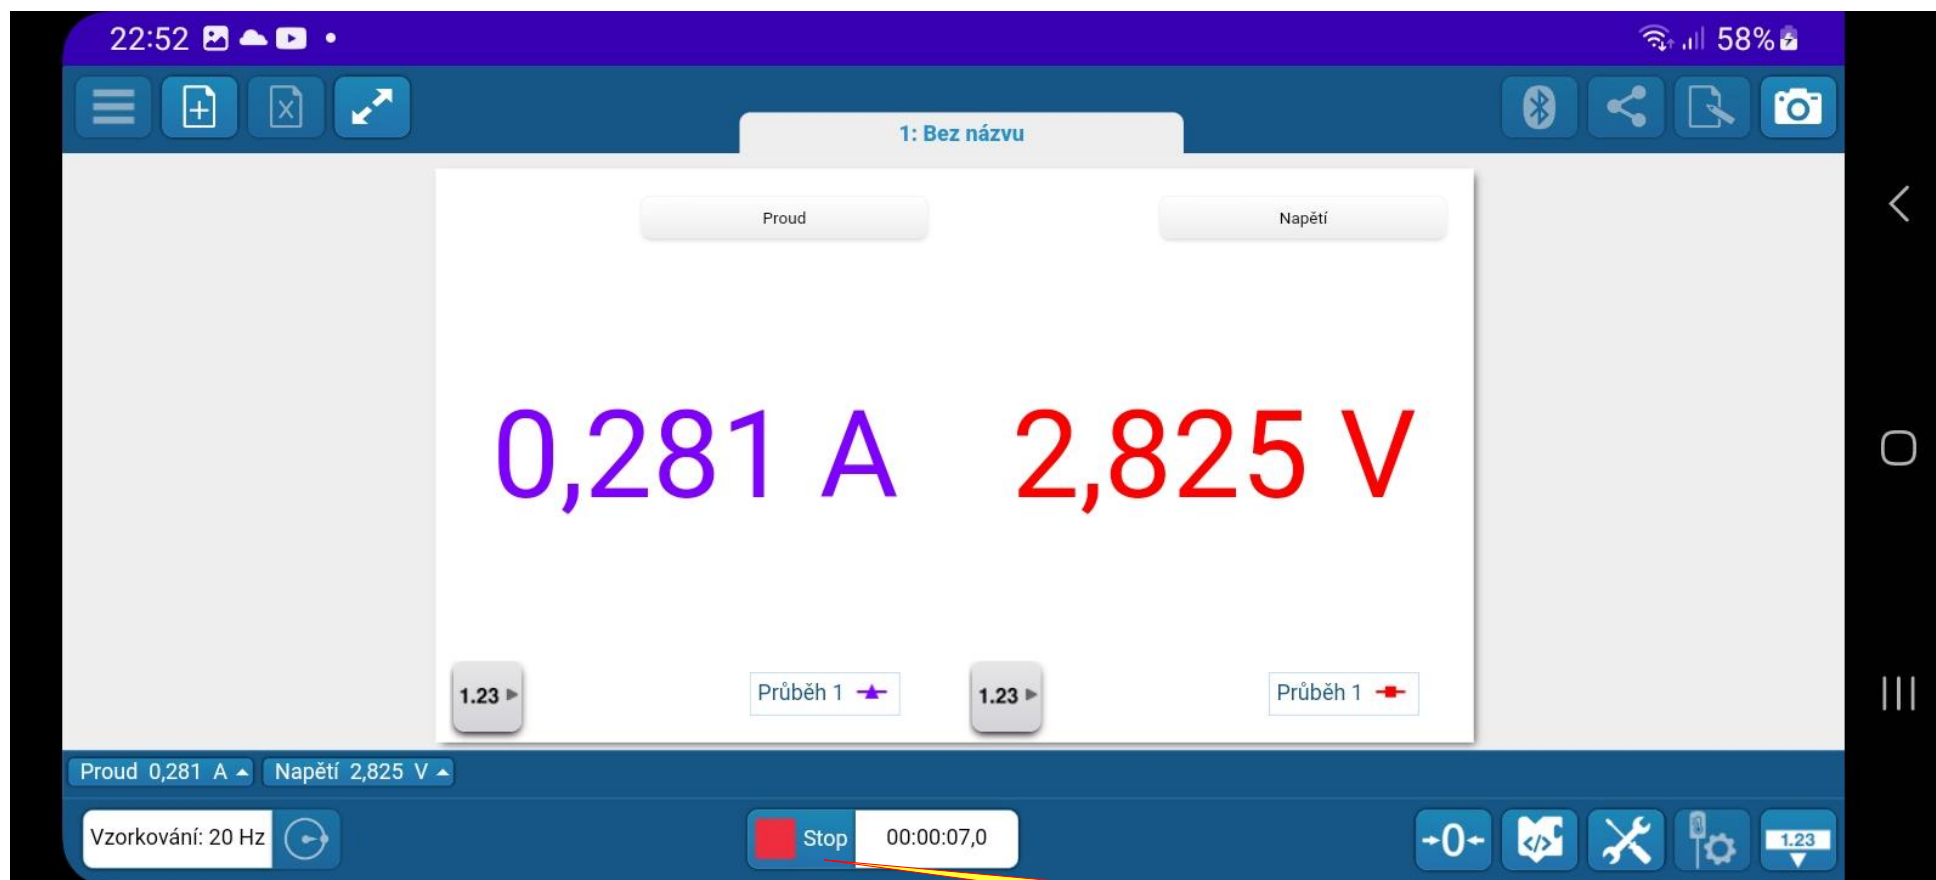 22:52
58%
1: Bez názvu
Proud
Napětí
0,281 A
2,825 V
1.23
Průběh 1
1.23
Průběh 1
Proud 0,281 A
Napětí 2,825 V
Vzorkování: 20 Hz
Stop
00:00:07,0
→0←
</>
1.23